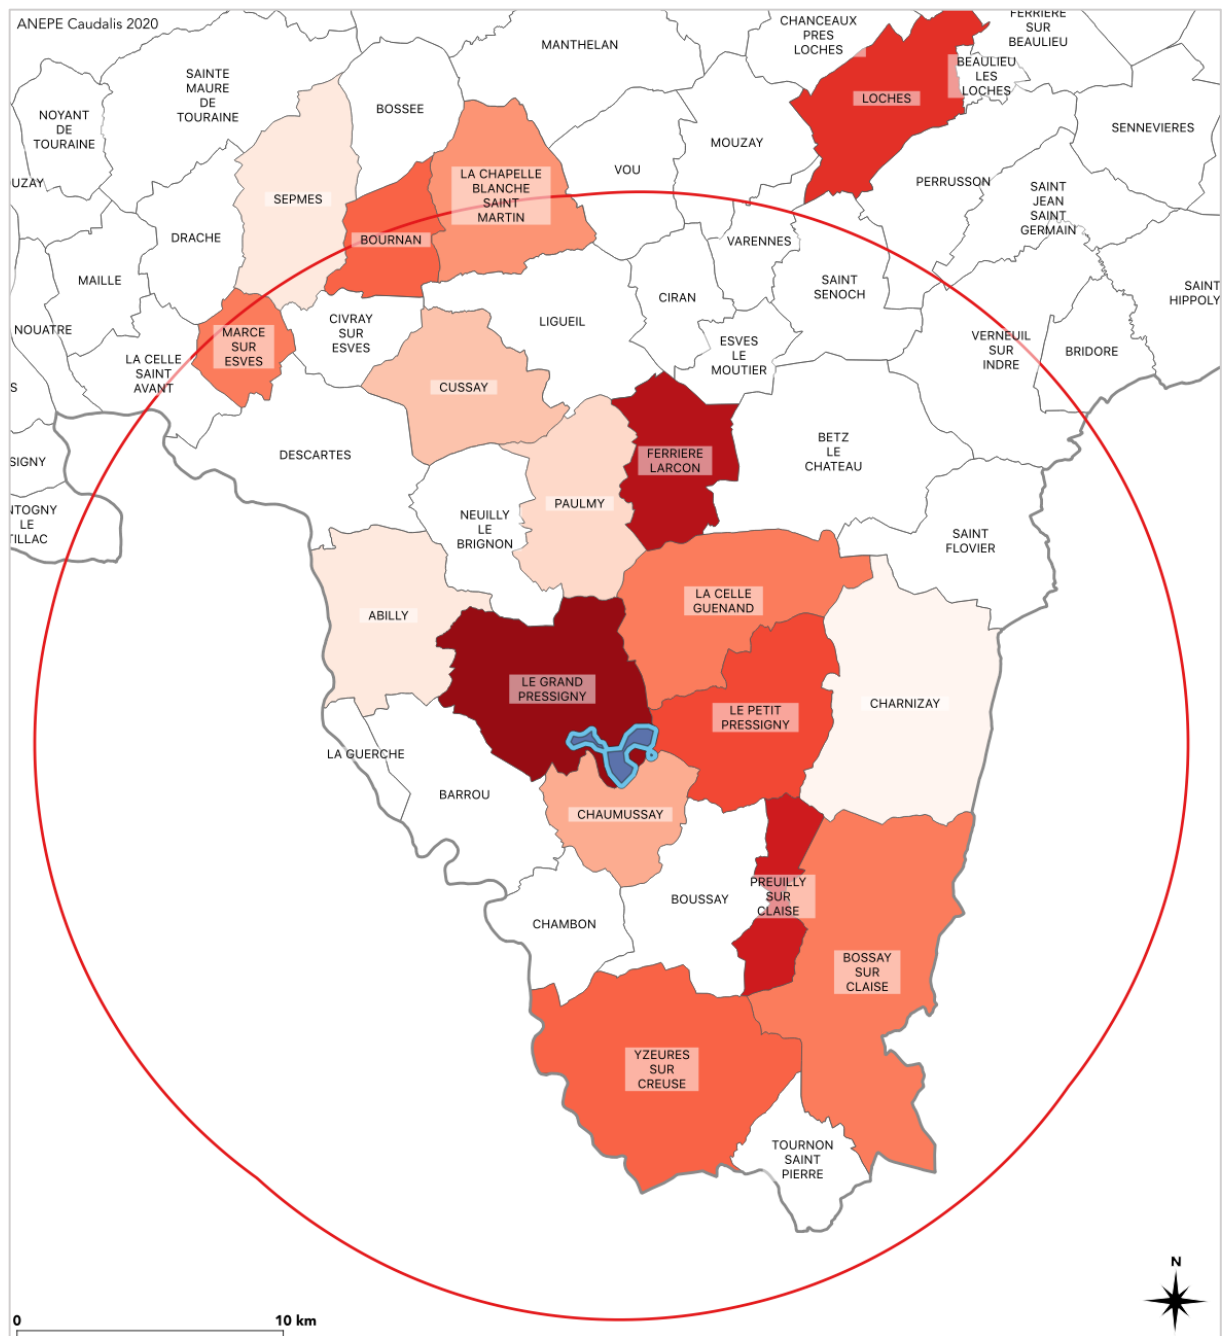 ANEPE Caudalis 2020
CHANCEAUX
PRES
LOCHES
FERRIERE
SUR
BEAULIEU
MANTHELAN
BEAULIEU
LES
LOCHES
SAINTE
MAURE
DE
TOURAINE
BOSSEE
LOCHES
NOYANT
DE
TOURAINE
SENNEVIERES
MOUZAY
VOU
LA CHAPELLE
BLANCHE
SAINT
MARTIN
UZAY
PERRUSSON
SAINT
JEAN
SAINT
GERMAIN
SEPMES
DRACHE
BOURNAN
VARENNES
MAILLE
SAINT
SENOCH
SAINT
HIPPOLY
CIRAN
NOUATRE
CIVRAY
SUR
ESVES
LIGUEIL
MARCE
SUR
ESVES
ESVES
LE
MOUTIER
VERNEUIL
SUR
INDRE
BRIDORE
LA CELLE
SAINT
AVANT
S
CUSSAY
DESCARTES
BETZ
LE
CHATEAU
FERRIERE
LARCON
SIGNY
PAULMY
NTOGNY
LE
TILLAC
NEUILLY
LE
BRIGNON
SAINT
FLOVIER
LA CELLE
GUENAND
ABILLY
LE GRAND
PRESSIGNY
LE PETIT
PRESSIGNY
CHARNIZAY
LA GUERCHE
BARROU
CHAUMUSSAY
PREUILLY
SUR
CLAISE
BOUSSAY
CHAMBON
BOSSAY
SUR
CLAISE
YZEURES
SUR
CREUSE
TOURNON
SAINT
PIERRE
N
0 10 km